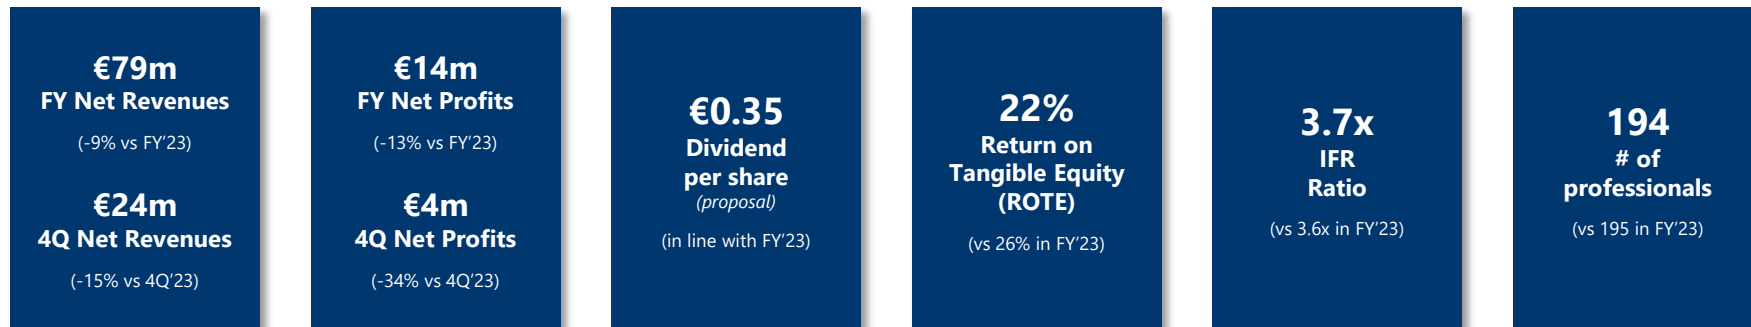 €79m
FY Net Revenues
(-9% vs FY’23)
€24m
4Q Net Revenues
(-15% vs 4Q’23)
€14m
FY Net Profits
(-13% vs FY’23)
€4m
4Q Net Profits
(-34% vs 4Q’23)
€0.35
Dividend
per share
(proposal)
(in line with FY’23)
22%
Return on
Tangible Equity
(ROTE)
(vs 26% in FY’23)
3.7x
IFR
Ratio
(vs 3.6x in FY’23)
194
# of
professionals
(vs 195 in FY’23)